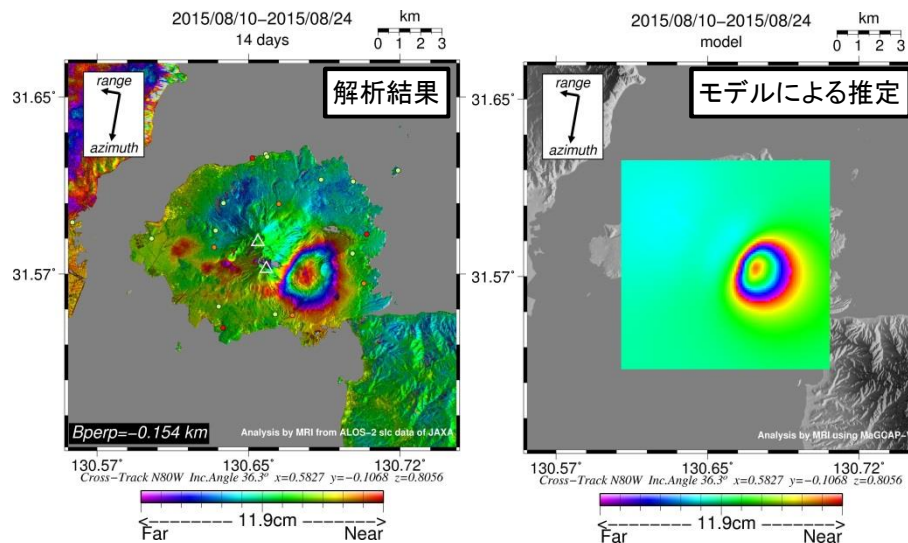 2015/08/10−2015/08/24
14 days
km
0 1 2 3
解析結果
range
azimuth
31.65°
31.57°
Bperp=−0.154 km
Analysis by MRI from ALOS−2 slc data of JAXA
130.57°
130.65°
130.72°
Cross−Track N80W Inc.Angle 36.3° x=0.5827 y=−0.1068 z=0.8056
<−−−−−−− 11.9cm −−−−−−−>
Far
Near
2015/08/10−2015/08/24
model
km
0 1 2 3
モデルによる推定
range
azimuth
31.65°
31.57°
Analysis by MRI using MaGCAP−V
130.57°
130.65°
130.72°
Cross−Track N80W Inc.Angle 36.3° x=0.5827 y=−0.1068 z=0.8056
<−−−−−−− 11.9cm −−−−−−−>
Far
Near